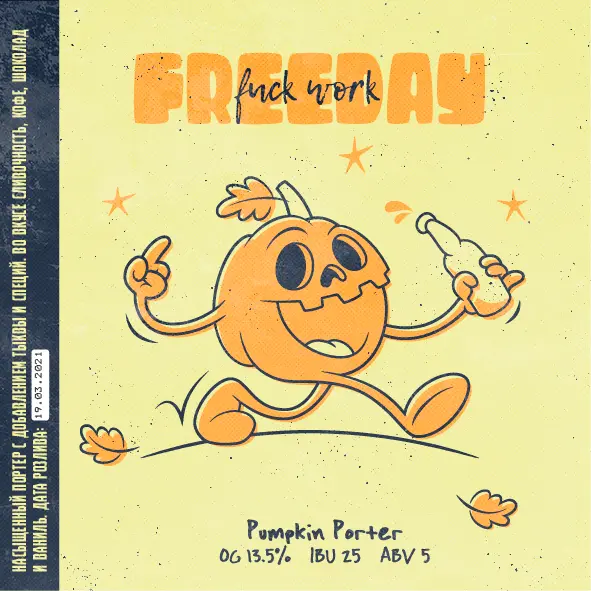 FREEDAY
fuck work
Pumpkin Porter
OG 13.5% IBU 25 ABV 5
НАСЫЩЕННЫЙ ПОРТЕР С ДОБАВЛЕНИЕМ ТЫКВЫ И СПЕЦИЙ. ВО ВКУСЕ СЛИВОЧНОСТЬ, КОФЕ, ШОКОЛАД
И ВАНИЛЬ. ДАТА РОЗЛИВА: 19.03.2021